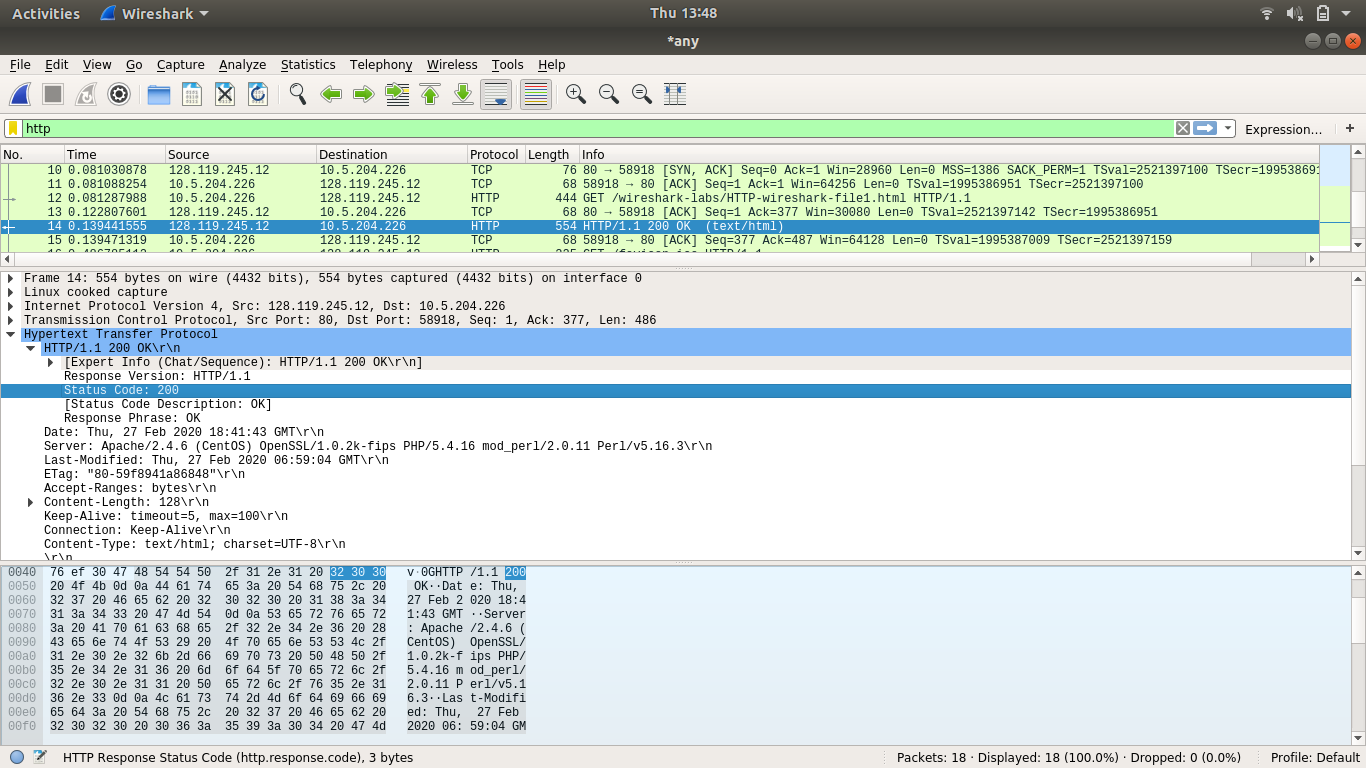 Activities Wireshark Thu 13:48
*any
File Edit View Go Capture Analyze Statistics Telephony Wireless Tools Help
http Expression… +
No. Time Source Destination Protocol Length Info
10 0.081030878 128.119.245.12 10.5.204.226 TCP 76 80 → 58918 [SYN, ACK] Seq=0 Ack=1 Win=28960 Len=0 MSS=1386 SACK_PERM=1 TSval=2521397100 TSecr=199538691
11 0.081088254 10.5.204.226 128.119.245.12 TCP 68 58918 → 80 [ACK] Seq=1 Ack=1 Win=64256 Len=0 TSval=1995386951 TSecr=2521397100
12 0.081287988 10.5.204.226 128.119.245.12 HTTP 444 GET /wireshark-labs/HTTP-wireshark-file1.html HTTP/1.1
13 0.122807601 128.119.245.12 10.5.204.226 TCP 68 80 → 58918 [ACK] Seq=1 Ack=377 Win=30080 Len=0 TSval=2521397142 TSecr=1995386951
14 0.139441555 128.119.245.12 10.5.204.226 HTTP 554 HTTP/1.1 200 OK (text/html)
15 0.139471319 10.5.204.226 128.119.245.12 TCP 68 58918 → 80 [ACK] Seq=377 Ack=487 Win=64128 Len=0 TSval=1995387009 TSecr=2521397159
Frame 14: 554 bytes on wire (4432 bits), 554 bytes captured (4432 bits) on interface 0
Linux cooked capture
Internet Protocol Version 4, Src: 128.119.245.12, Dst: 10.5.204.226
Transmission Control Protocol, Src Port: 80, Dst Port: 58918, Seq: 1, Ack: 377, Len: 486
Hypertext Transfer Protocol
HTTP/1.1 200 OK\r\n
[Expert Info (Chat/Sequence): HTTP/1.1 200 OK\r\n]
Response Version: HTTP/1.1
Status Code: 200
[Status Code Description: OK]
Response Phrase: OK
Date: Thu, 27 Feb 2020 18:41:43 GMT\r\n
Server: Apache/2.4.6 (CentOS) OpenSSL/1.0.2k-fips PHP/5.4.16 mod_perl/2.0.11 Perl/v5.16.3\r\n
Last-Modified: Thu, 27 Feb 2020 06:59:04 GMT\r\n
ETag: "80-59f8941a86848"\r\n
Accept-Ranges: bytes\r\n
Content-Length: 128\r\n
Keep-Alive: timeout=5, max=100\r\n
Connection: Keep-Alive\r\n
Content-Type: text/html; charset=UTF-8\r\n
\r\n
0040 76 ef 30 47 48 54 54 50 2f 31 2e 31 20 32 30 30 v·0GHTTP /1.1 200
0050 20 4f 4b 0d 0a 44 61 74 65 3a 20 54 68 75 2c 20 OK··Dat e: Thu,
0060 32 37 20 46 65 62 20 32 30 32 30 20 31 38 3a 34 27 Feb 2 020 18:4
0070 31 3a 34 33 20 47 4d 54 0d 0a 53 65 72 76 65 72 1:43 GMT ··Server
0080 3a 20 41 70 61 63 68 65 2f 32 2e 34 2e 36 20 28 : Apache /2.4.6 (
0090 43 65 6e 74 4f 53 29 20 4f 70 65 6e 53 53 4c 2f CentOS) OpenSSL/
00a0 31 2e 30 2e 32 6b 2d 66 69 70 73 20 50 48 50 2f 1.0.2k-f ips PHP/
00b0 35 2e 34 2e 31 36 20 6d 6f 64 5f 70 65 72 6c 2f 5.4.16 m od_perl/
00c0 32 2e 30 2e 31 31 20 50 65 72 6c 2f 76 35 2e 31 2.0.11 P erl/v5.1
00d0 36 2e 33 0d 0a 4c 61 73 74 2d 4d 6f 64 69 66 69 6.3··Las t-Modifi
00e0 65 64 3a 20 54 68 75 2c 20 32 37 20 46 65 62 20 ed: Thu, 27 Feb
00f0 32 30 32 30 20 30 36 3a 35 39 3a 30 34 20 47 4d 2020 06: 59:04 GM
HTTP Response Status Code (http.response.code), 3 bytes Packets: 18 · Displayed: 18 (100.0%) · Dropped: 0 (0.0%) Profile: Default